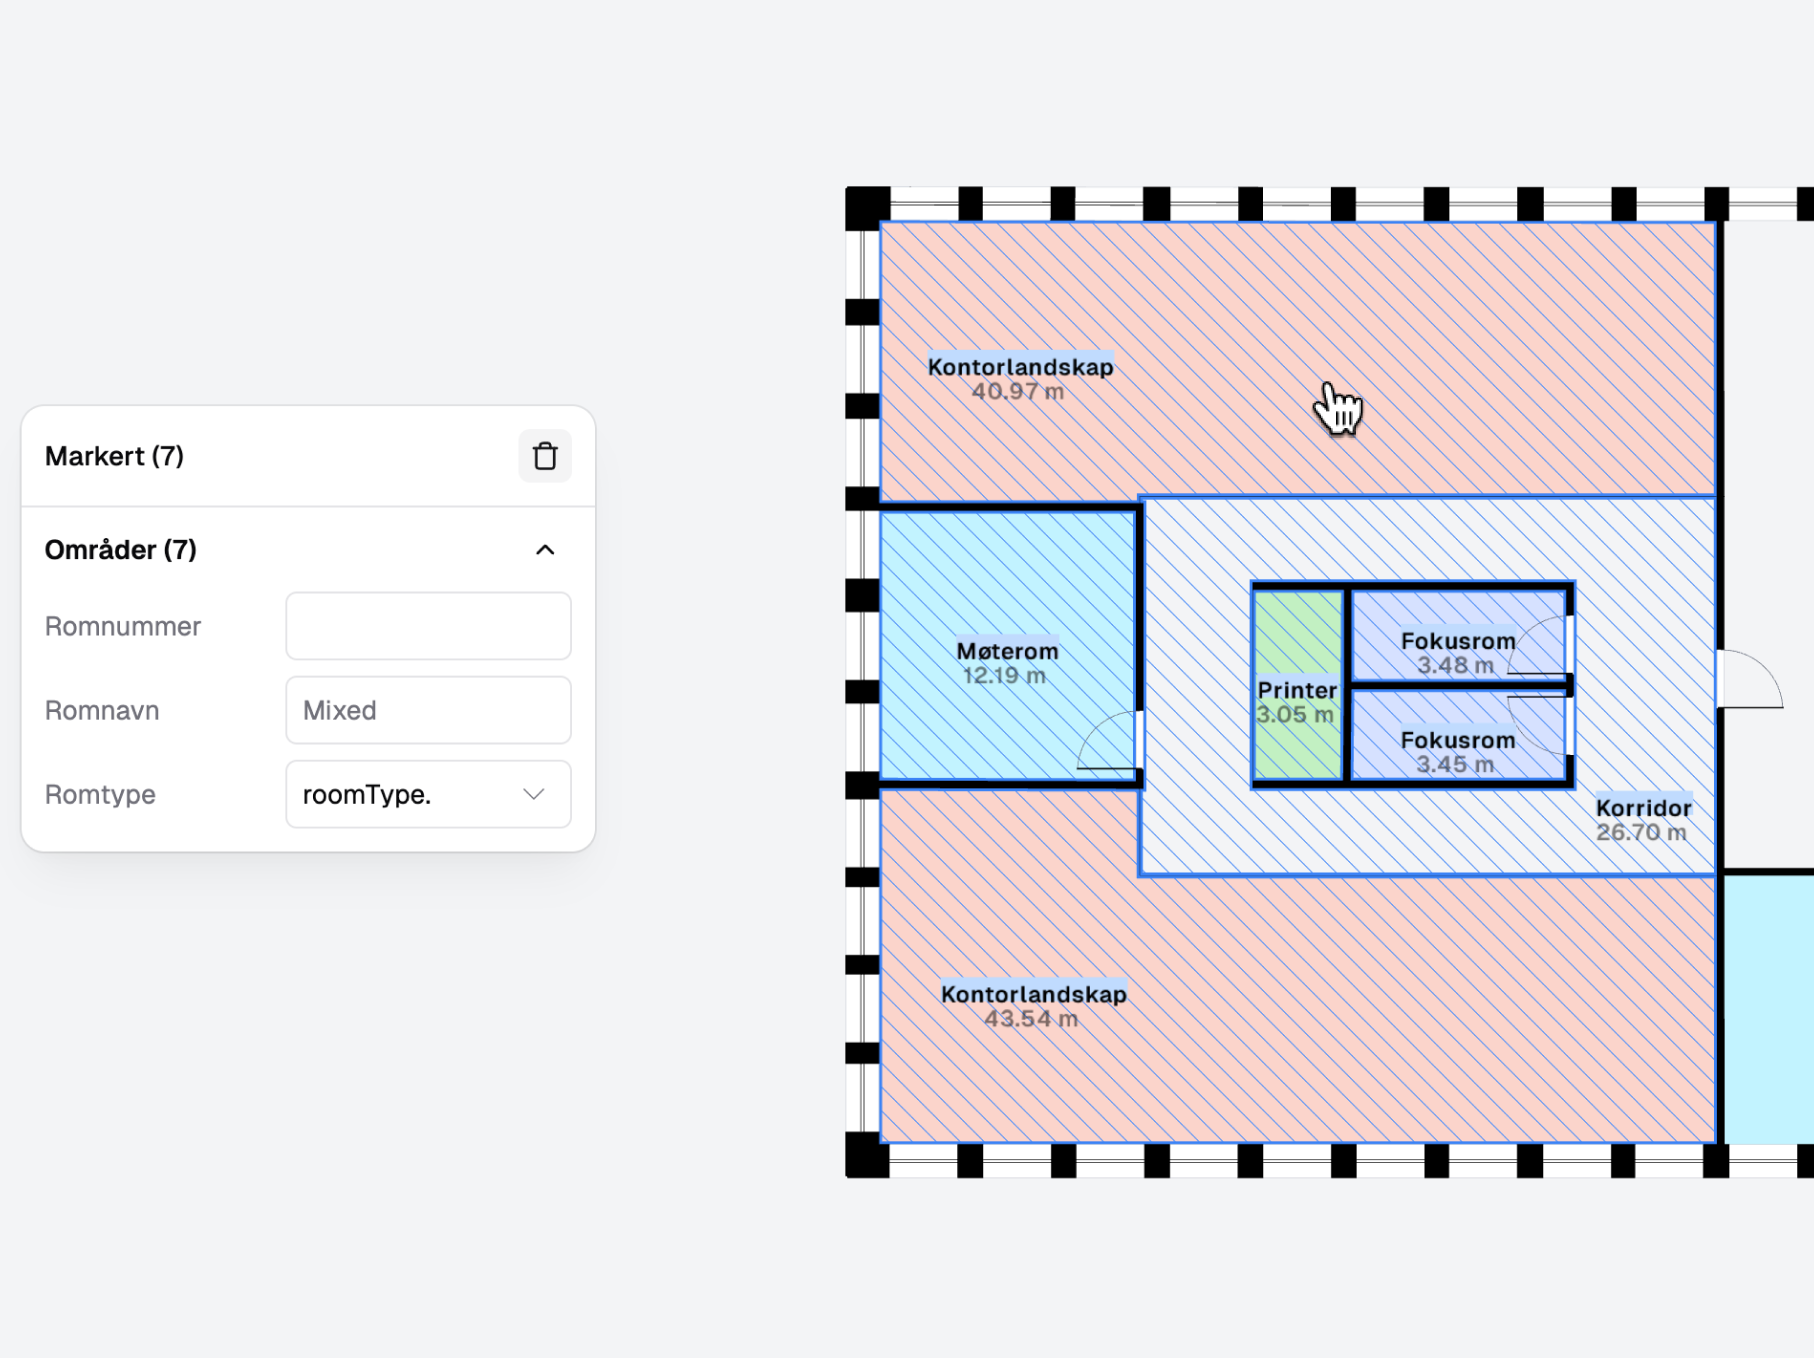 Markert (7)
Områder (7)
Romnummer
Romnavn
Mixed
Romtype
roomType.
Kontorlandskap
40.97 m
Møterom
12.19 m
Printer
3.05 m
Fokusrom
3.48 m
Fokusrom
3.45 m
Korridor
26.70 m
Kontorlandskap
43.54 m